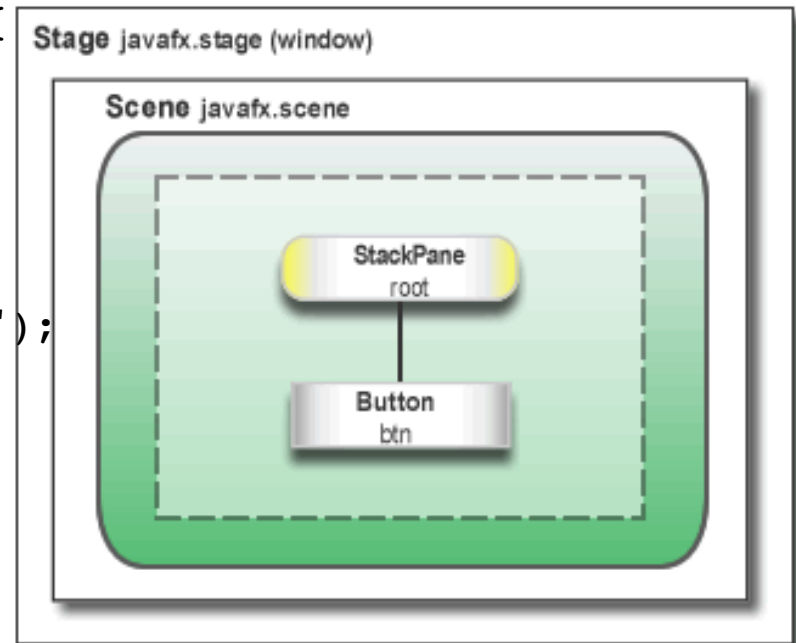 {
Stage javafx.stage (window)
Scene javafx.scene
StackPane
root
");
Button
btn